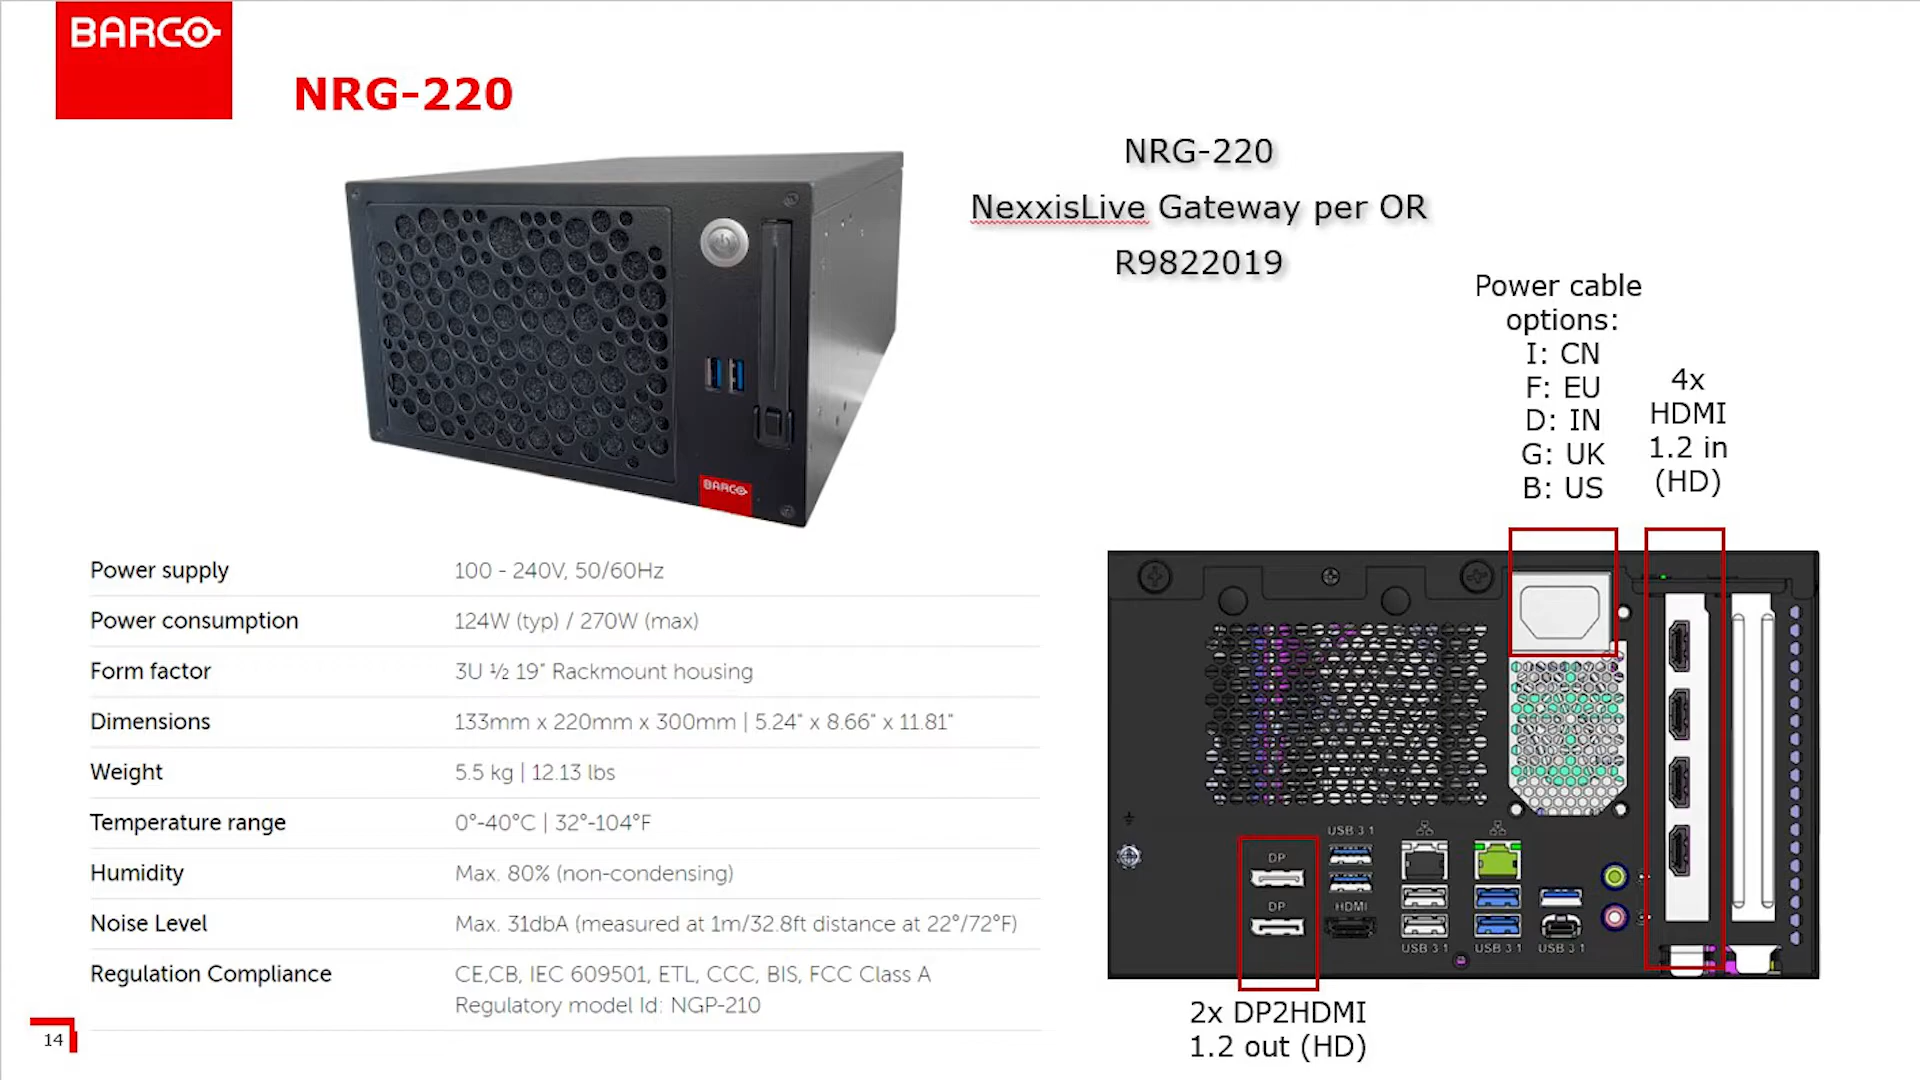 BARCO
NRG-220
NRG-220
NexxisLive Gateway per OR
R9822019
Power cable
options:
I: CN
F: EU
D: IN
G: UK
B: US
4x
HDMI
1.2 in
(HD)
BARCO
Power supply 100 - 240V, 50/60Hz
Power consumption 124W (typ) / 270W (max)
Form factor 3U ½ 19” Rackmount housing
Dimensions 133mm x 220mm x 300mm | 5.24" x 8.66" x 11.81"
Weight 5.5 kg | 12.13 lbs
Temperature range 0°-40°C | 32°-104°F
Humidity Max. 80% (non-condensing)
Noise Level Max. 31dbA (measured at 1m/32.8ft distance at 22°/72°F)
Regulation Compliance CE,CB, IEC 609501, ETL, CCC, BIS, FCC Class A
Regulatory model Id: NGP-210
USB 3 1
DP
DP
HDMI
USB 3 1
USB 3 1
USB 3 1
2x DP2HDMI
1.2 out (HD)
14